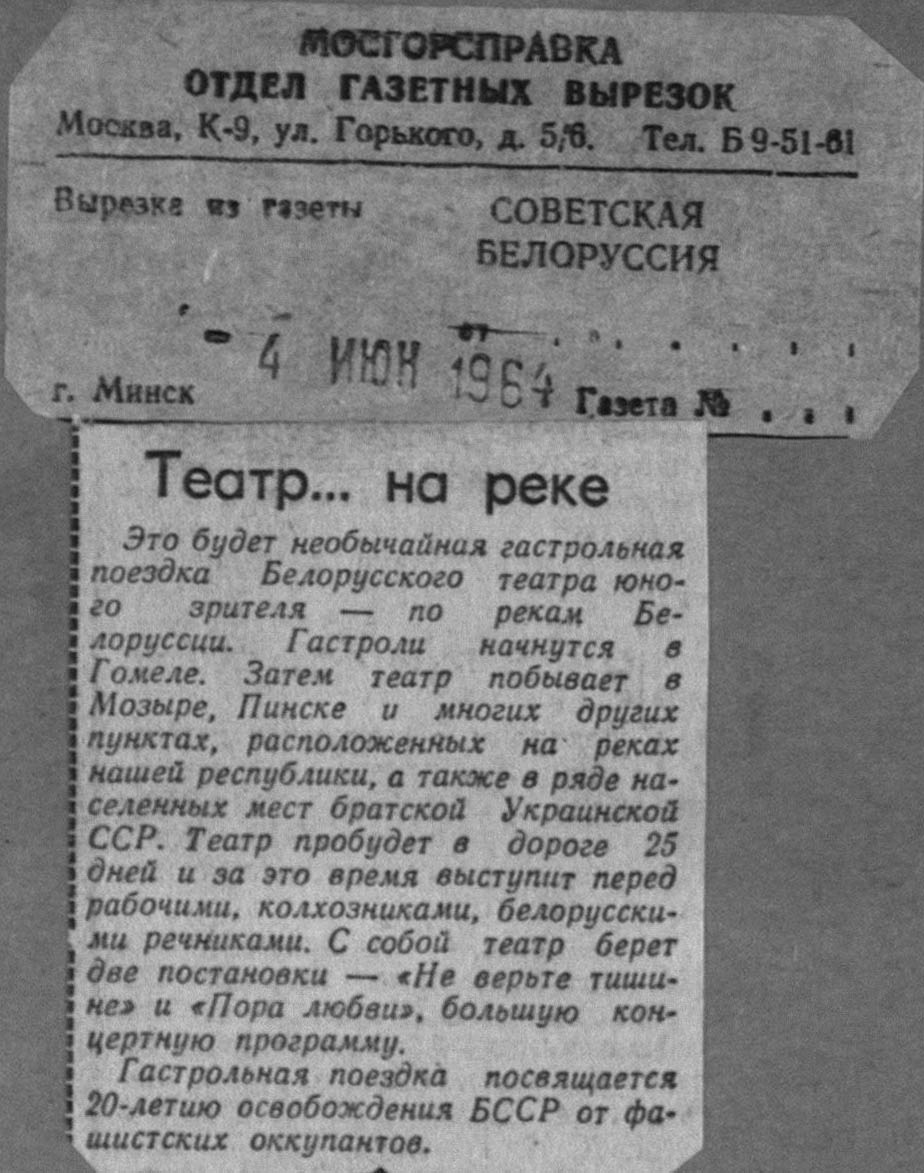 МОСГОРСПРАВКА
ОТДЕЛ ГАЗЕТНЫХ ВЫРЕЗОК
Москва, К-9, ул. Горького, д. 5/6. Тел. Б 9-51-61
Вырезка из газеты СОВЕТСКАЯ
БЕЛОРУССИЯ
- 4 ИЮН 1964
г. Минск Газета № . . .
Театр... на реке
Это будет необычайная гастрольная
поездка Белорусского театра юно-
го зрителя — по рекам Бе-
лоруссии. Гастроли начнутся в
Гомеле. Затем театр побывает в
Мозыре, Пинске и многих других
пунктах, расположенных на реках
нашей республики, а также в ряде на-
селенных мест братской Украинской
ССР. Театр пробудет в дороге 25
дней и за это время выступит перед
рабочими, колхозниками, белорусски-
ми речниками. С собой театр берет
две постановки — «Не верьте тиши-
не» и «Пора любви», большую кон-
цертную программу.
Гастрольная поездка посвящается
20-летию освобождения БССР от фа-
шистских оккупантов.